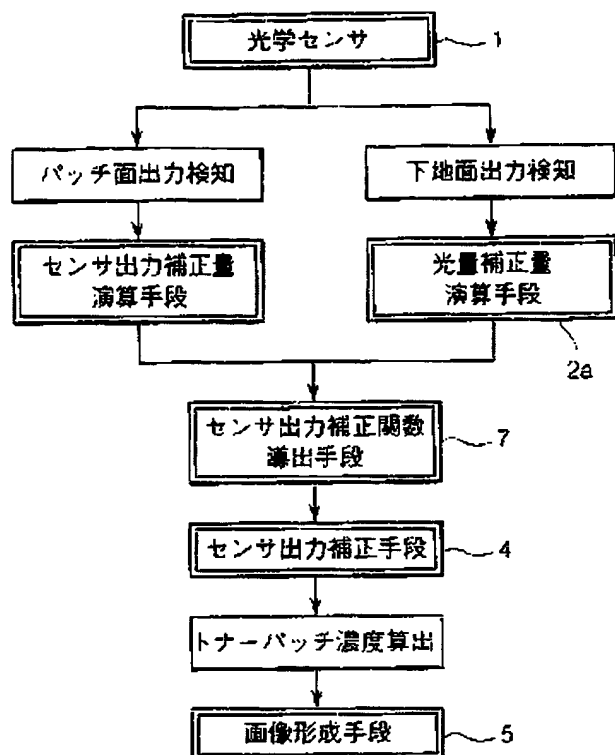 光学センサ
1
パッチ面出力検知
下地面出力検知
センサ出力補正量
演算手段
光量補正量
演算手段
2a
センサ出力補正関数
導出手段
7
センサ出力補正手段
4
トナーパッチ濃度算出
画像形成手段
5